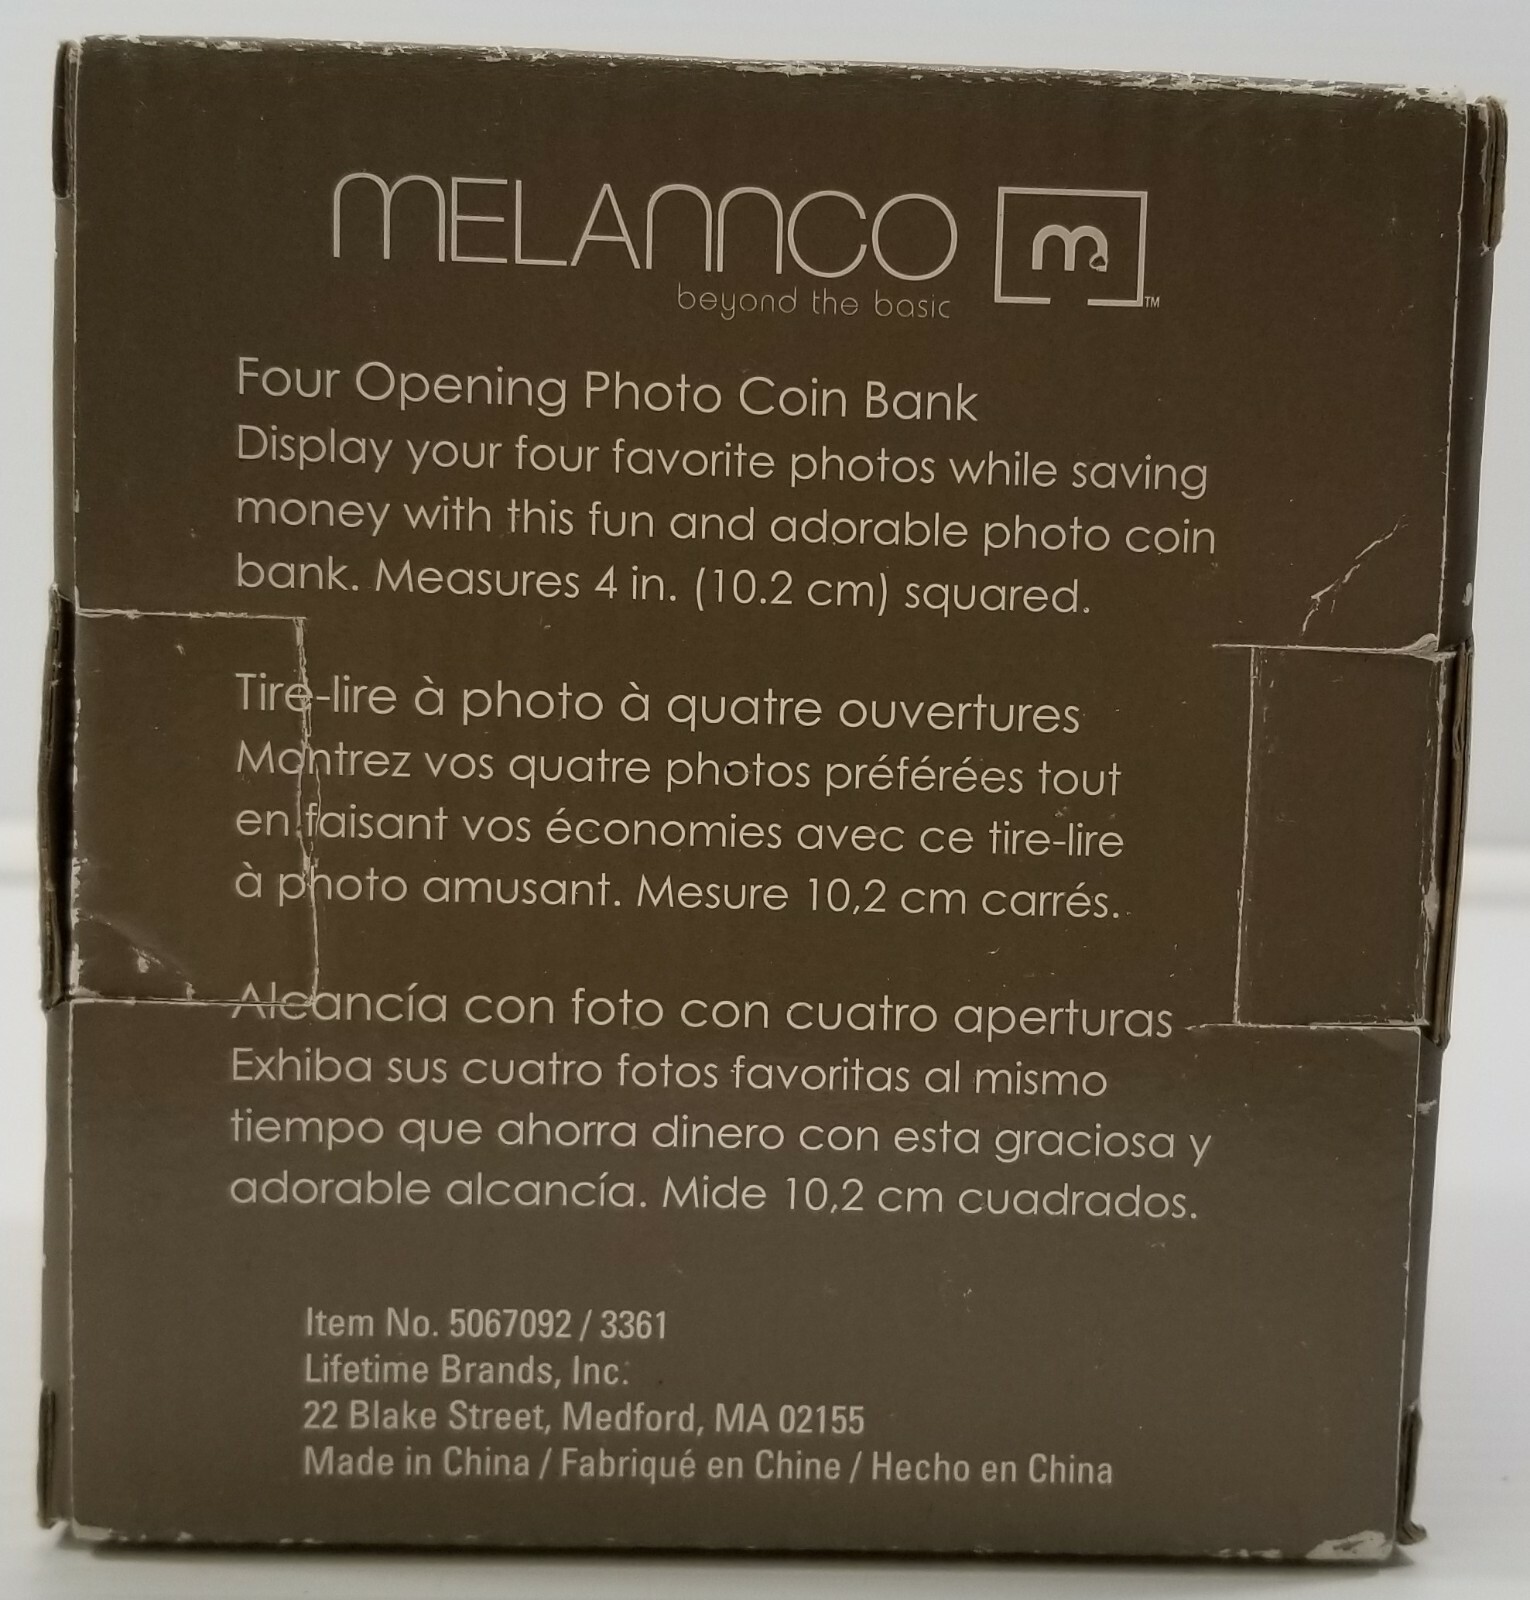 MELANNCO
beyond the basic
m
TM
Four Opening Photo Coin Bank
Display your four favorite photos while saving
money with this fun and adorable photo coin
bank. Measures 4 in. (10.2 cm) squared.
Tire-lire à photo à quatre ouvertures
Montrez vos quatre photos préférées tout
en faisant vos économies avec ce tire-lire
à photo amusant. Mesure 10,2 cm carrés.
Alcancía con foto con cuatro aperturas
Exhiba sus cuatro fotos favoritas al mismo
tiempo que ahorra dinero con esta graciosa y
adorable alcancía. Mide 10,2 cm cuadrados.
Item No. 5067092 / 3361
Lifetime Brands, Inc.
22 Blake Street, Medford, MA 02155
Made in China / Fabriqué en Chine / Hecho en China